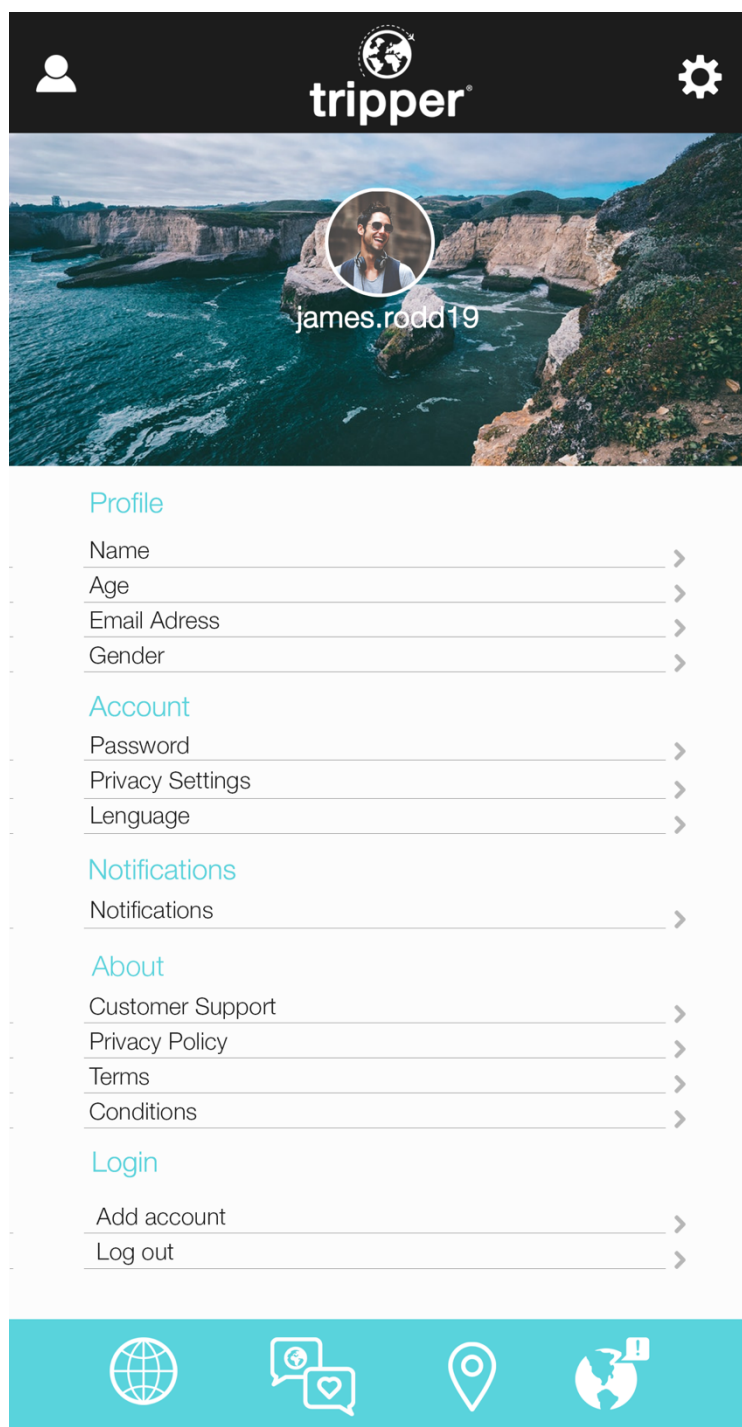 tripper®
james.rodd19
Profile
Name
Age
Email Adress
Gender
Account
Password
Privacy Settings
Lenguage
Notifications
Notifications
About
Customer Support
Privacy Policy
Terms
Conditions
Login
Add account
Log out
!